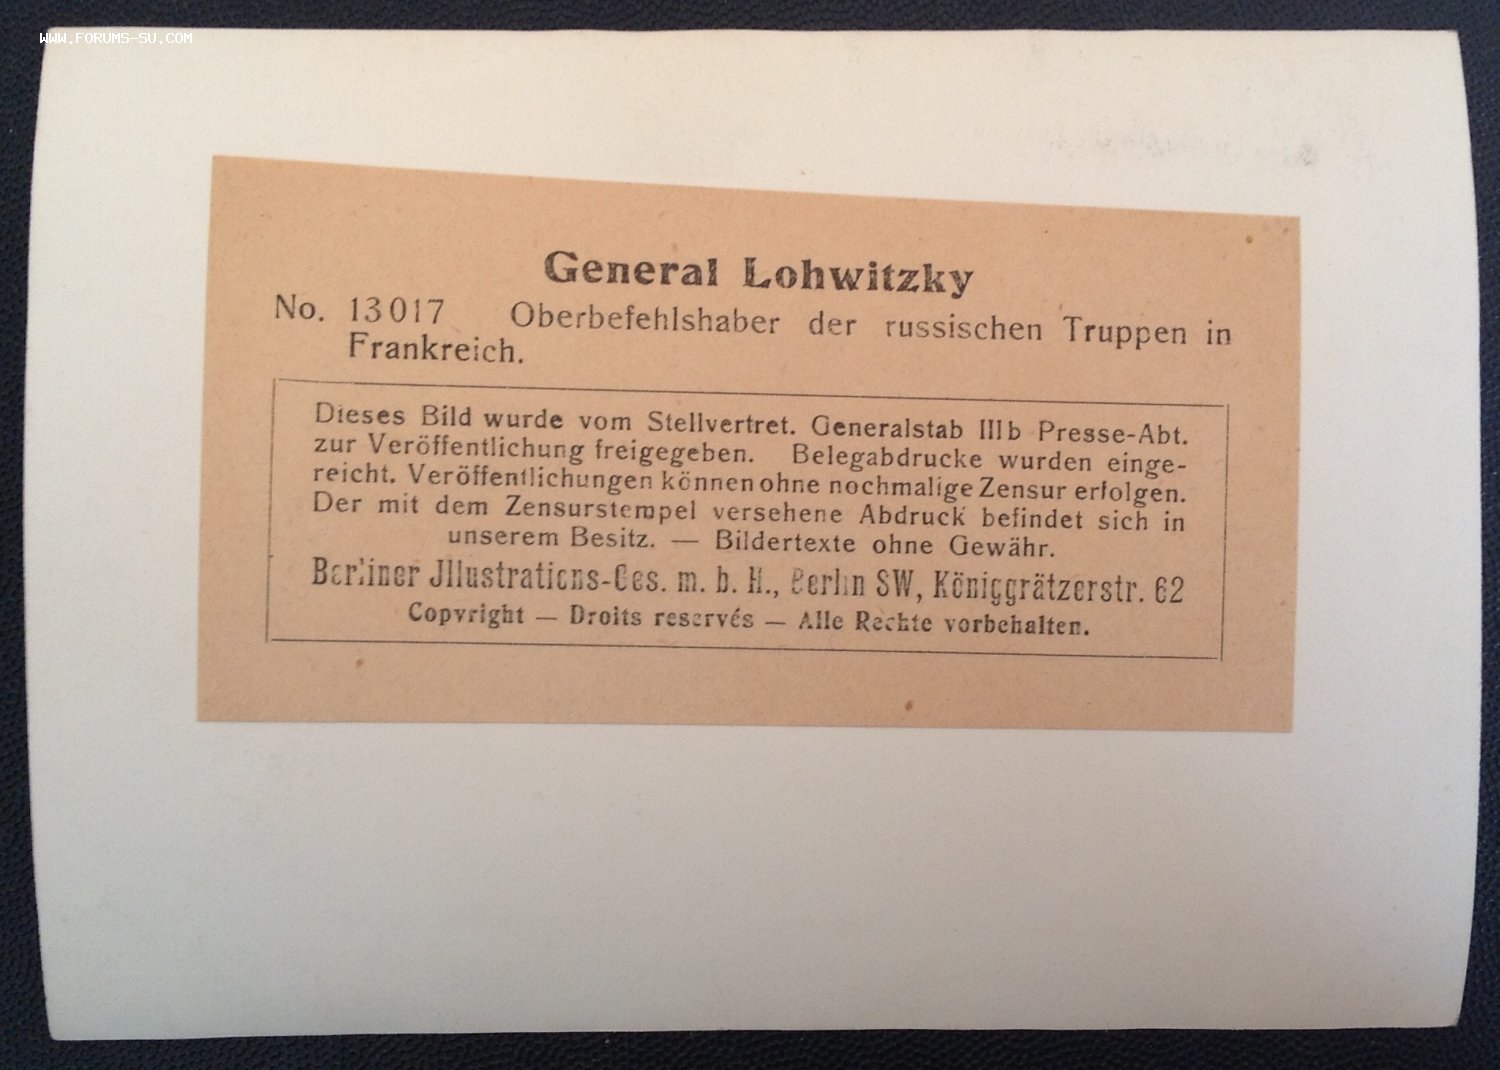 WWW.FORUMS-SU.COM
General Lohwitzky
No. 13017 Oberbefehlshaber der russischen Truppen in
Frankreich.
Dieses Bild wurde vom Stellvertret. Generalstab IIIb Presse-Abt.
zur Veröffentlichung freigegeben. Belegabdrucke wurden einge-
reicht. Veröffentlichungen können ohne nochmalige Zensur erfolgen.
Der mit dem Zensurstempel versehene Abdruck befindet sich in
unserem Besitz. — Bildertexte ohne Gewähr.
Berliner Jllustrations-Ges. m. b. H., Berlin SW, Königgrätzerstr. 62
Copyright — Droits reservés — Alle Rechte vorbehalten.